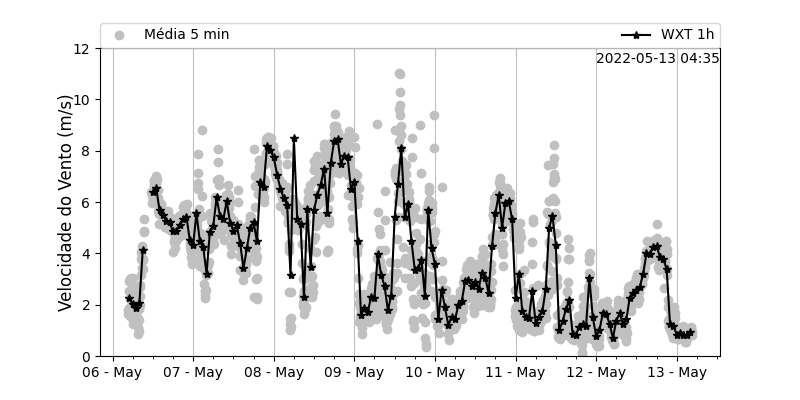 Média 5 min
WXT 1h
2022-05-13 04:35
Velocidade do Vento (m/s)
12
10
8
6
4
2
0
06 - May
07 - May
08 - May
09 - May
10 - May
11 - May
12 - May
13 - May